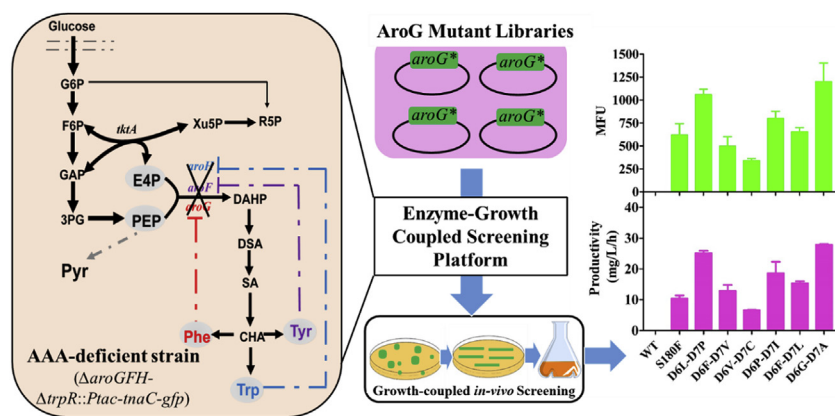 Glucose
G6P
F6P
tktA
Xu5P
R5P
E4P
GAP
aroH
aroF
aroG
DAHP
3PG
PEP
DSA
Pyr
SA
Phe
CHA
Tyr
Trp
AAA-deficient strain
(ΔaroGFH-
ΔtrpR::Ptac-tnaC-gfp)
AroG Mutant Libraries
aroG*
aroG*
aroG*
aroG*
Enzyme-Growth
Coupled Screening
Platform
Growth-coupled in-vivo Screening
MFU
1500
1250
1000
750
500
250
0
Productivity
(mg/L/h)
40
30
20
10
0
WT
S180F
D6L-D7P
D6F-D7V
D6V-D7C
D6P-D7I
D6F-D7L
D6G-D7A